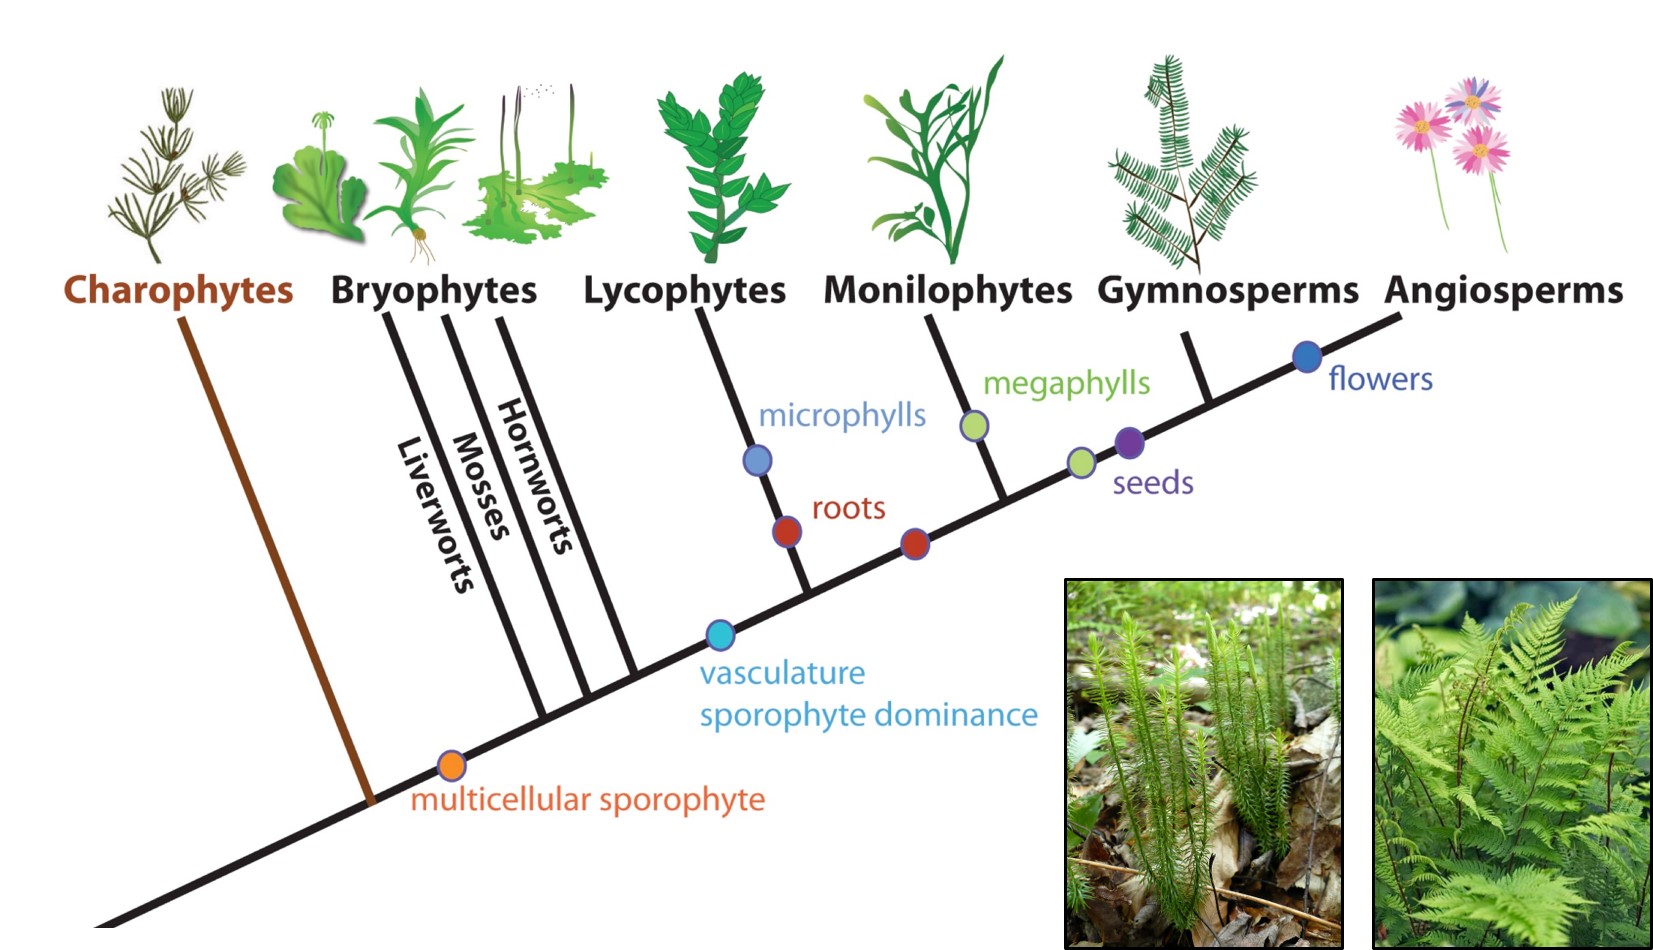 Charophytes
Bryophytes
Lycophytes
Monilophytes
Gymnosperms
Angiosperms
Liverworts
Mosses
Hornworts
microphylls
roots
megaphylls
seeds
flowers
vasculature
sporophyte dominance
multicellular sporophyte